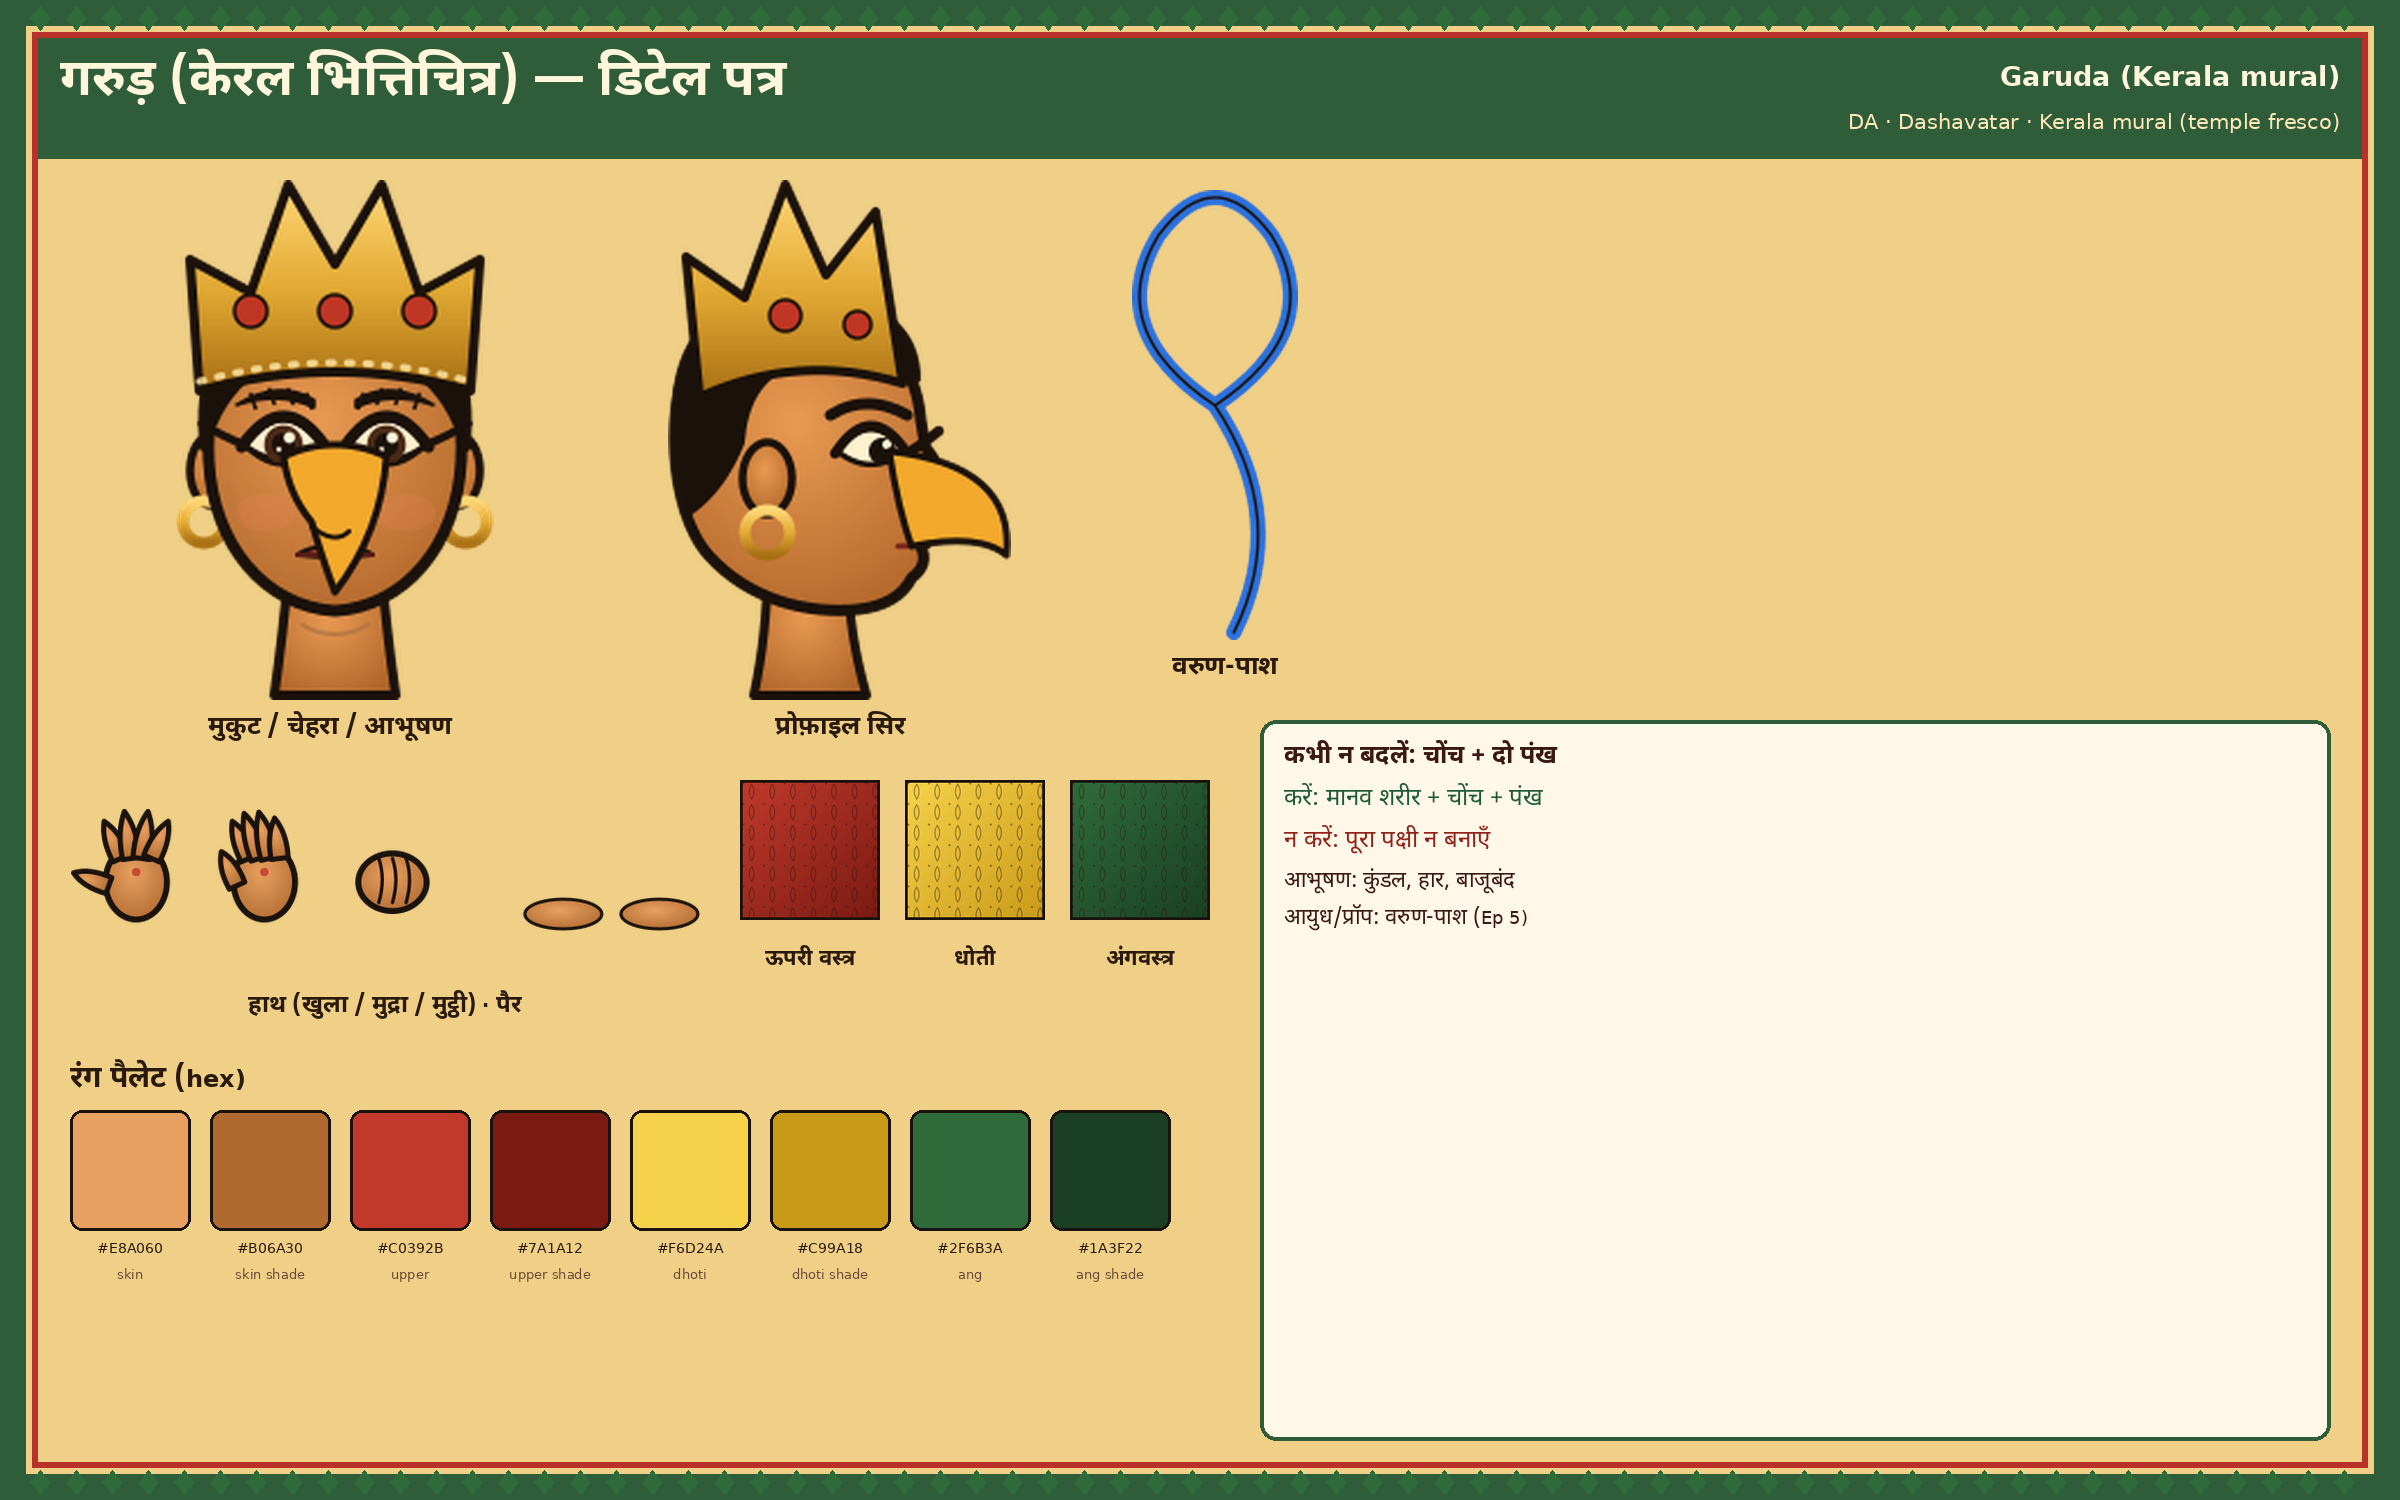 गरुड़ (केरल भित्तिचित्र) — डिटेल पत्र
Garuda (Kerala mural)
DA · Dashavatar · Kerala mural (temple fresco)
वरुण-पाश
मुकुट / चेहरा / आभूषण
प्रोफ़ाइल सिर
कभी न बदलें: चोंच + दो पंख
करें: मानव शरीर + चोंच + पंख
न करें: पूरा पक्षी न बनाएँ
आभूषण: कुंडल, हार, बाजूबंद
आयुध/प्रॉप: वरुण-पाश (Ep 5)
ऊपरी वस्त्र
धोती
अंगवस्त्र
हाथ (खुला / मुद्रा / मुट्ठी) · पैर
रंग पैलेट (hex)
#E8A060
#B06A30
#C0392B
#7A1A12
#F6D24A
#C99A18
#2F6B3A
#1A3F22
skin
skin shade
upper
upper shade
dhoti
dhoti shade
ang
ang shade